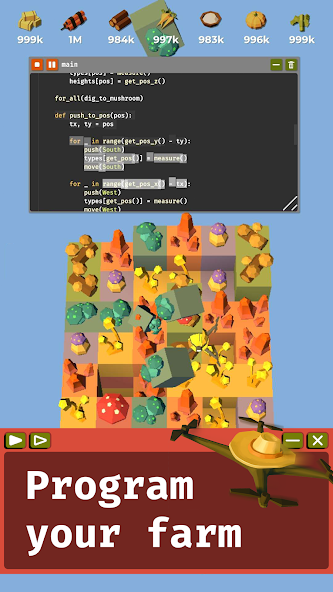 999k 1M 984k 997k 983k 996k 999k
main
types[pos] = measure()
heights[pos] = get_pos_z()
for_all(dig_to_mushroom)
def push_to_pos(pos):
tx, ty = pos
for _ in range(get_pos_y() - ty):
push(South)
types[get_pos()] = measure()
move(South)
for _ in range(get_pos_x() - tx):
push(West)
types[get_pos()] = measure()
move(West)
Program
your farm